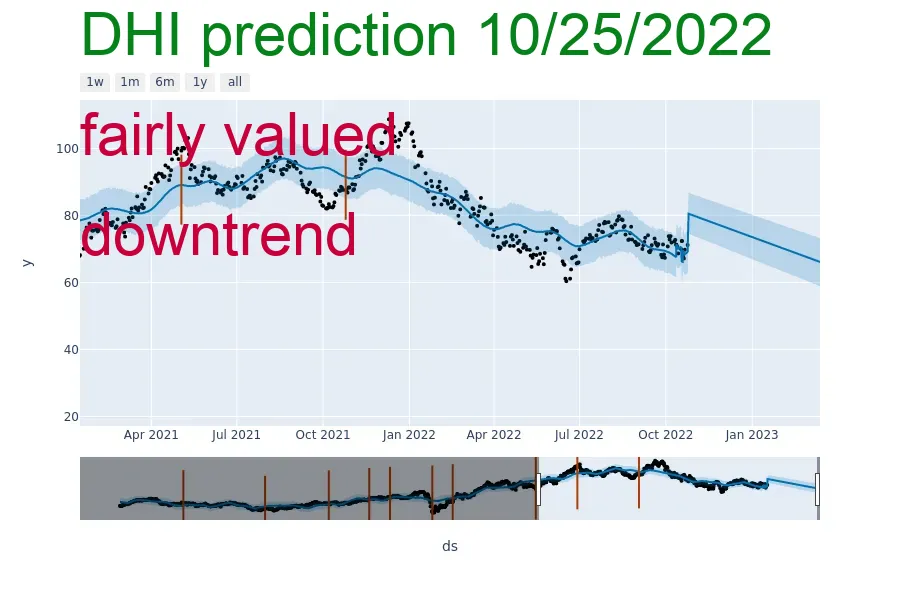 DHI prediction 10/25/2022
1w 1m 6m 1y all
fairly valued
downtrend
y
100
80
60
40
20
Apr 2021 Jul 2021 Oct 2021 Jan 2022 Apr 2022 Jul 2022 Oct 2022 Jan 2023
ds